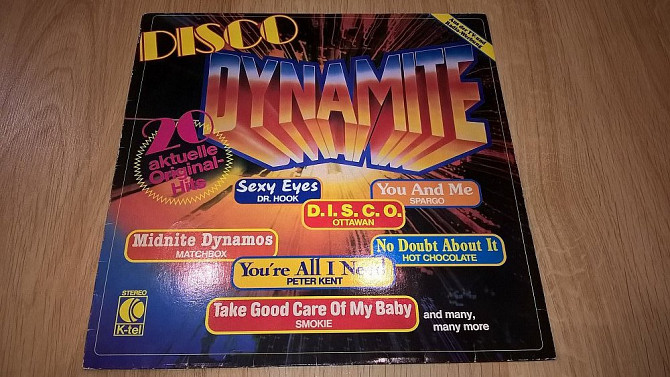 DISCO
DYNAMITE
20
aktuelle
Original-
Hits
Sexy Eyes
DR. HOOK
You And Me
SPARGO
D.I.S.C.O.
OTTAWAN
Midnite Dynamos
MATCHBOX
No Doubt About It
HOT CHOCOLATE
You're All I Need
PETER KENT
Take Good Care Of My Baby
SMOKIE
and many,
many more
STEREO
K
K-tel